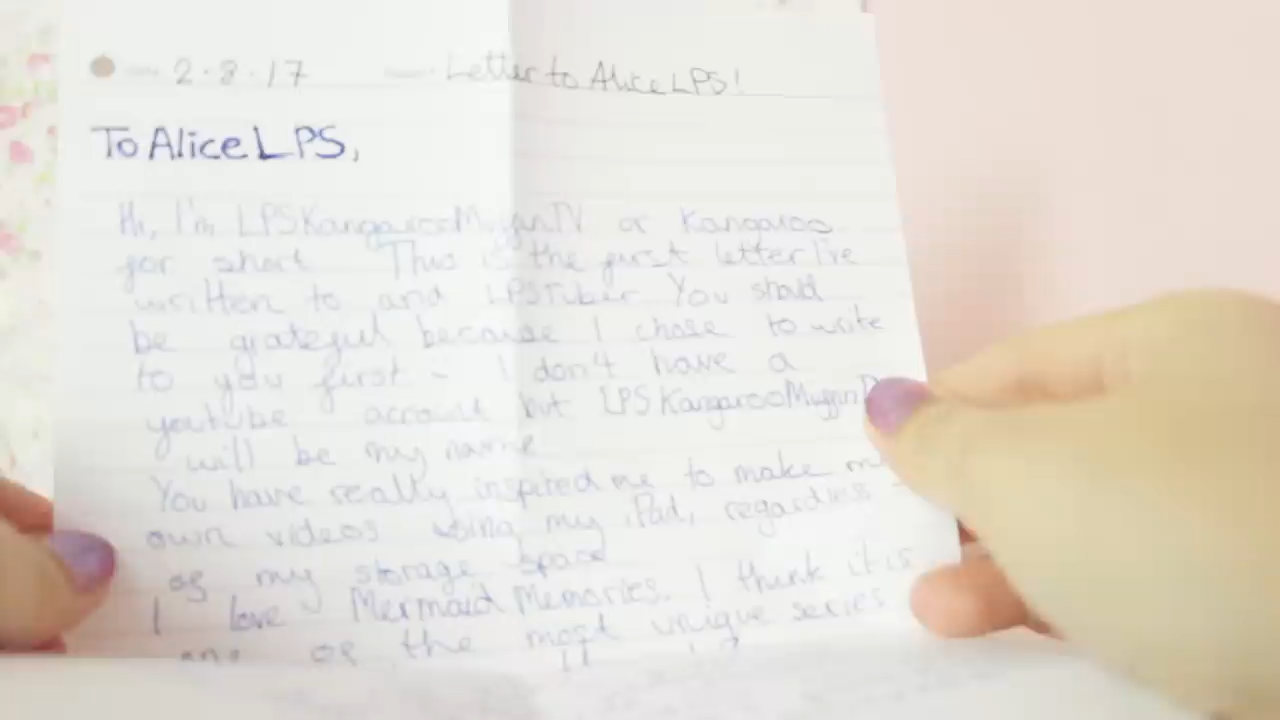 2.8.17 Letter to AliceLPS!
To AliceLPS,
Hi, I'm LPSKangarooMuffinTV or Kangaroo
for short This is the first letter I've
written to and LPSTuber You should
be grateful because I chose to write
to you first - I don't have a
youtube account but LPSKangarooMuffin
will be my name
You have really inspired me to make
own videos using my iPad, regardless
of my storage space
I love Mermaid Memories. I think it is
one of the most unique series